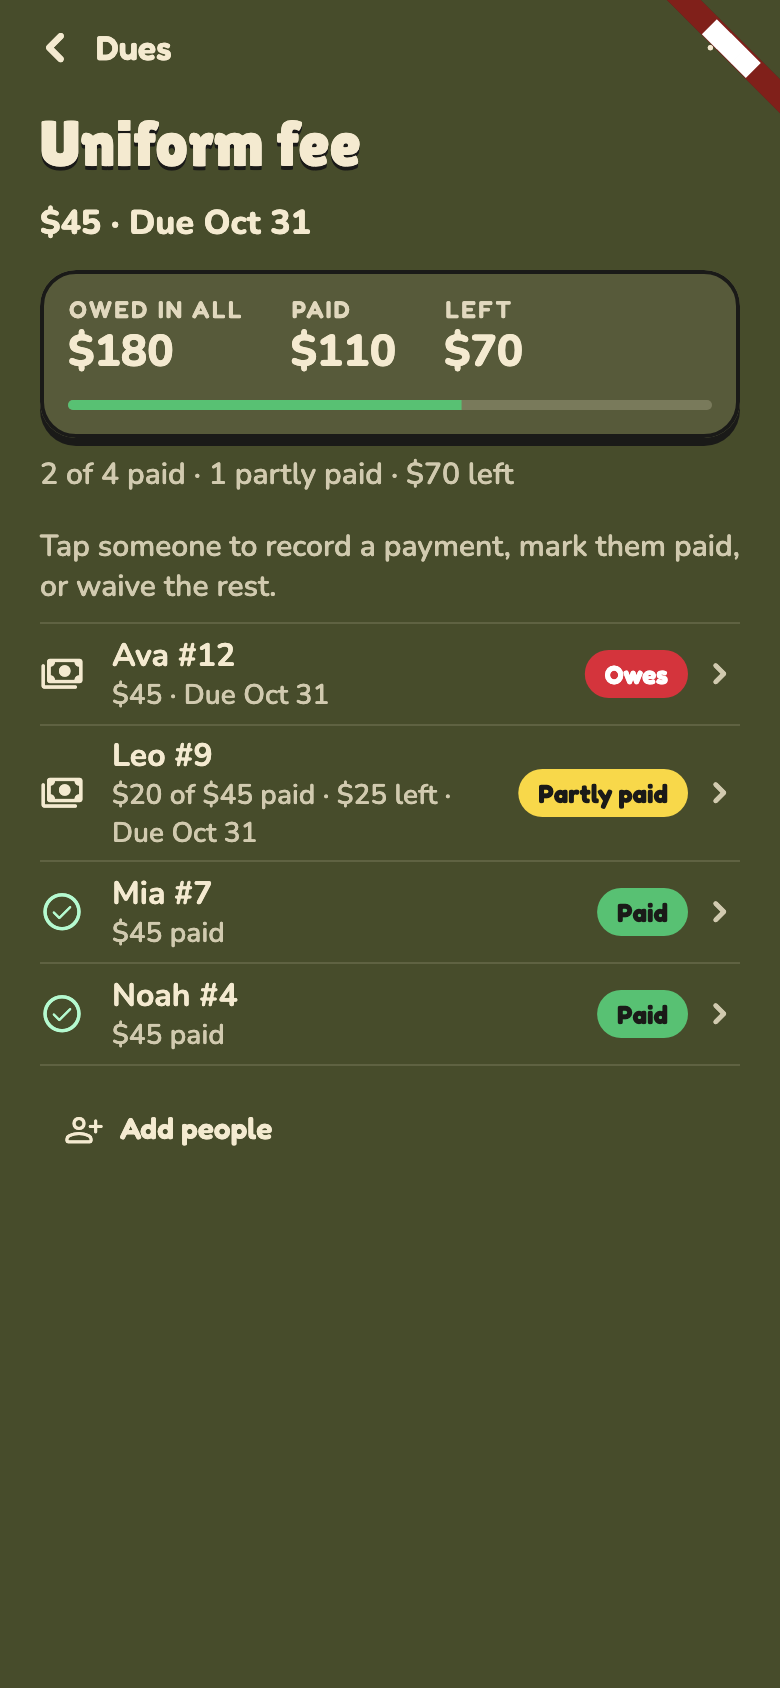 Dues
Uniform fee
$45 · Due Oct 31
OWED IN ALL PAID LEFT
$180 $110 $70
2 of 4 paid · 1 partly paid · $70 left
Tap someone to record a payment, mark them paid,
or waive the rest.
Ava #12
$45 · Due Oct 31
Owes
Leo #9
$20 of $45 paid · $25 left ·
Due Oct 31
Partly paid
Mia #7
$45 paid
Paid
Noah #4
$45 paid
Paid
Add people